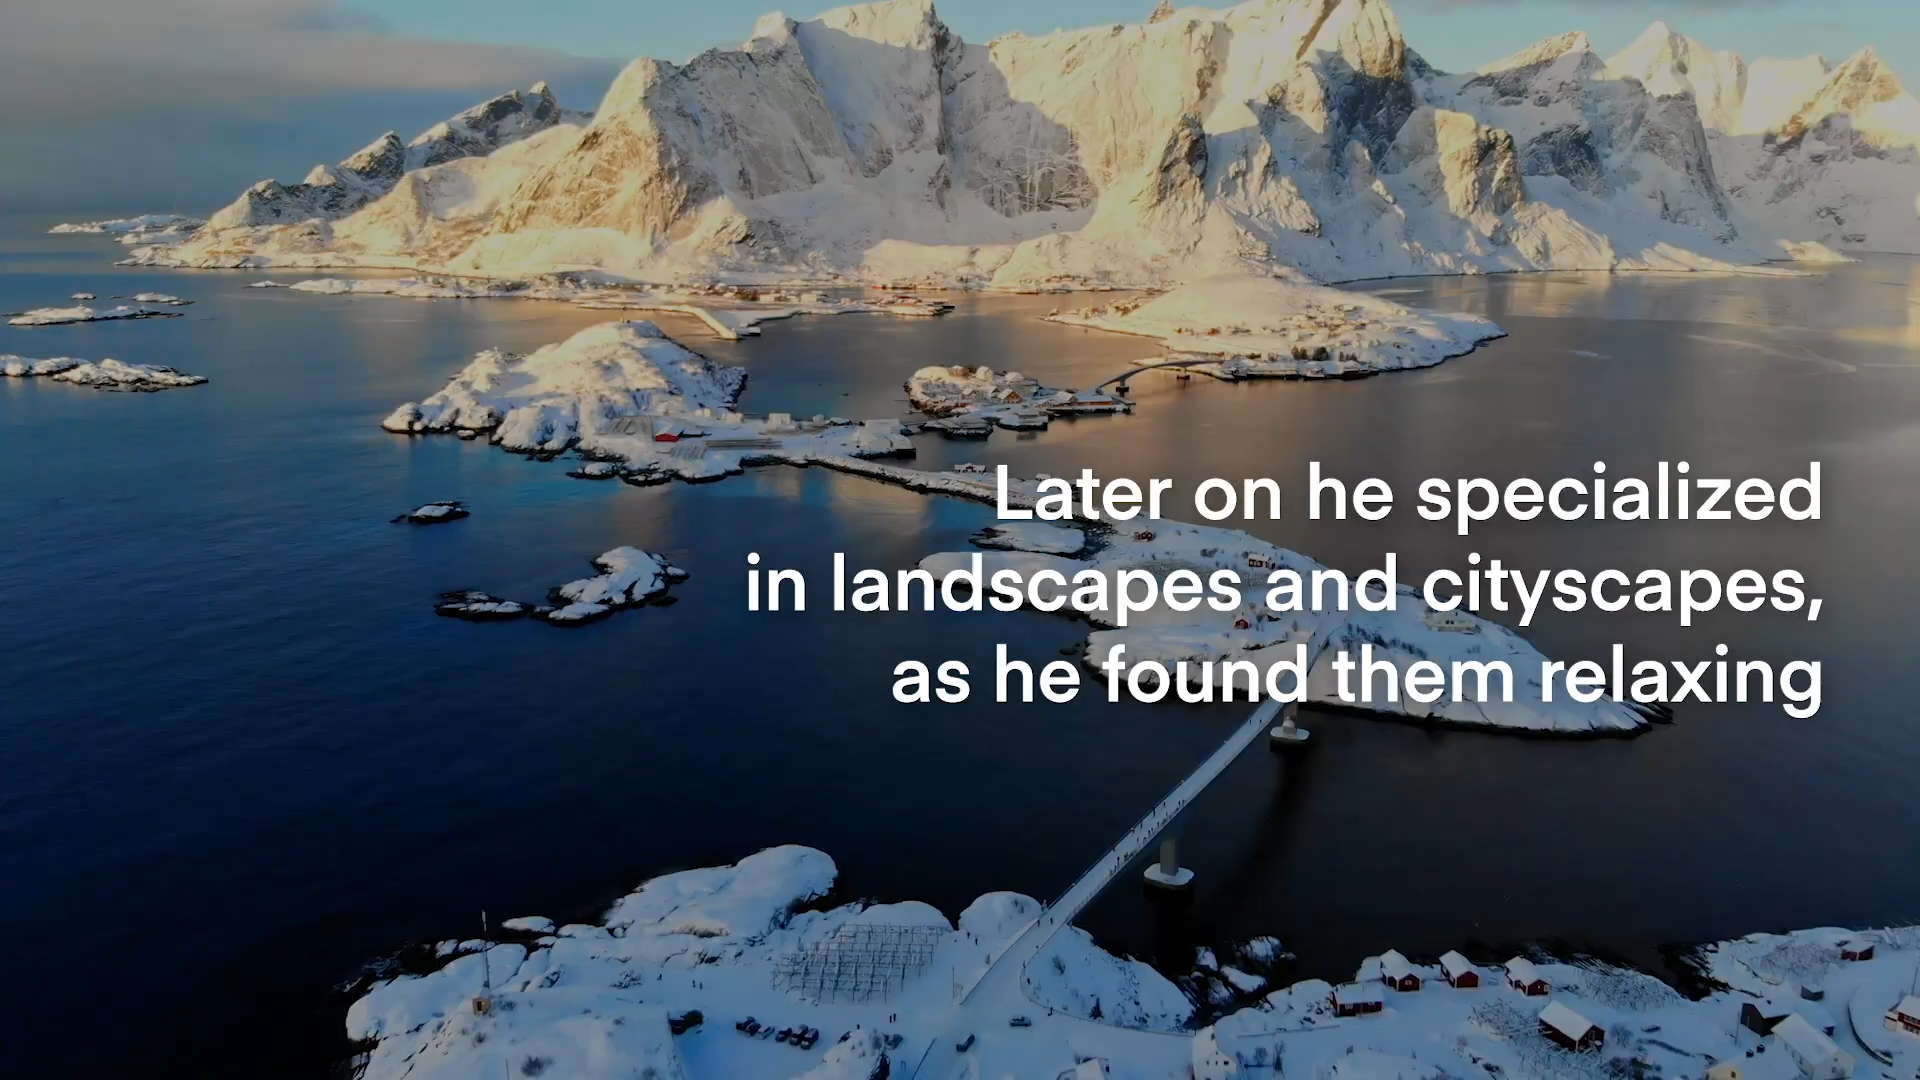 Later on he specialized
in landscapes and cityscapes,
as he found them relaxing